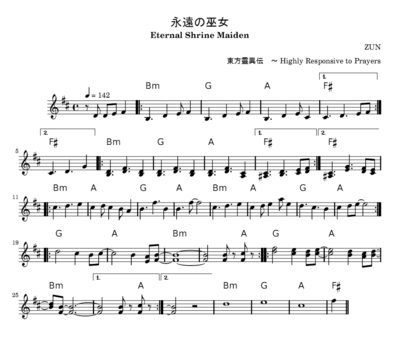 永遠の巫女
Eternal Shrine Maiden
ZUN
東方靈異伝 ～ Highly Responsive to Prayers
♩ = 142
Bm G A 1. F#
2. F#
5
Bm G A 1. F# 2. F#
Bm A G A Bm A G A
11
Bm A G A Bm A G
19
1. A 2. A Bm G A F#
25